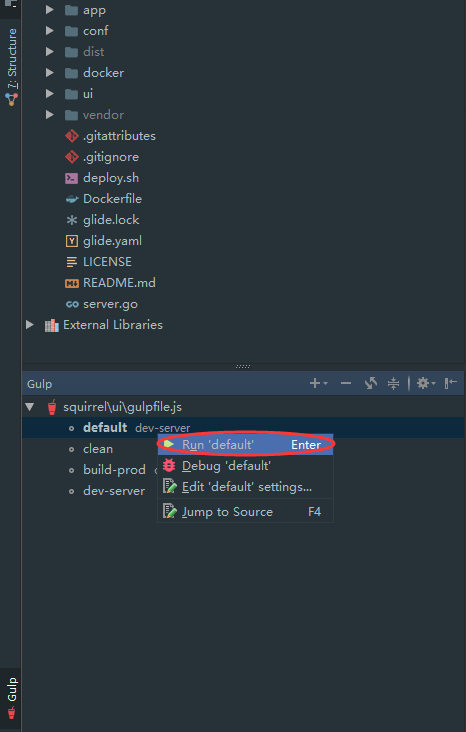 7: Structure
app
conf
dist
docker
ui
vendor
.gitattributes
.gitignore
deploy.sh
Dockerfile
glide.lock
glide.yaml
LICENSE
README.md
server.go
External Libraries
Gulp
squirrel\ui\gulpfile.js
default dev-server
clean
build-prod
dev-server
Run 'default' Enter
Debug 'default'
Edit 'default' settings...
Jump to Source F4
Gulp